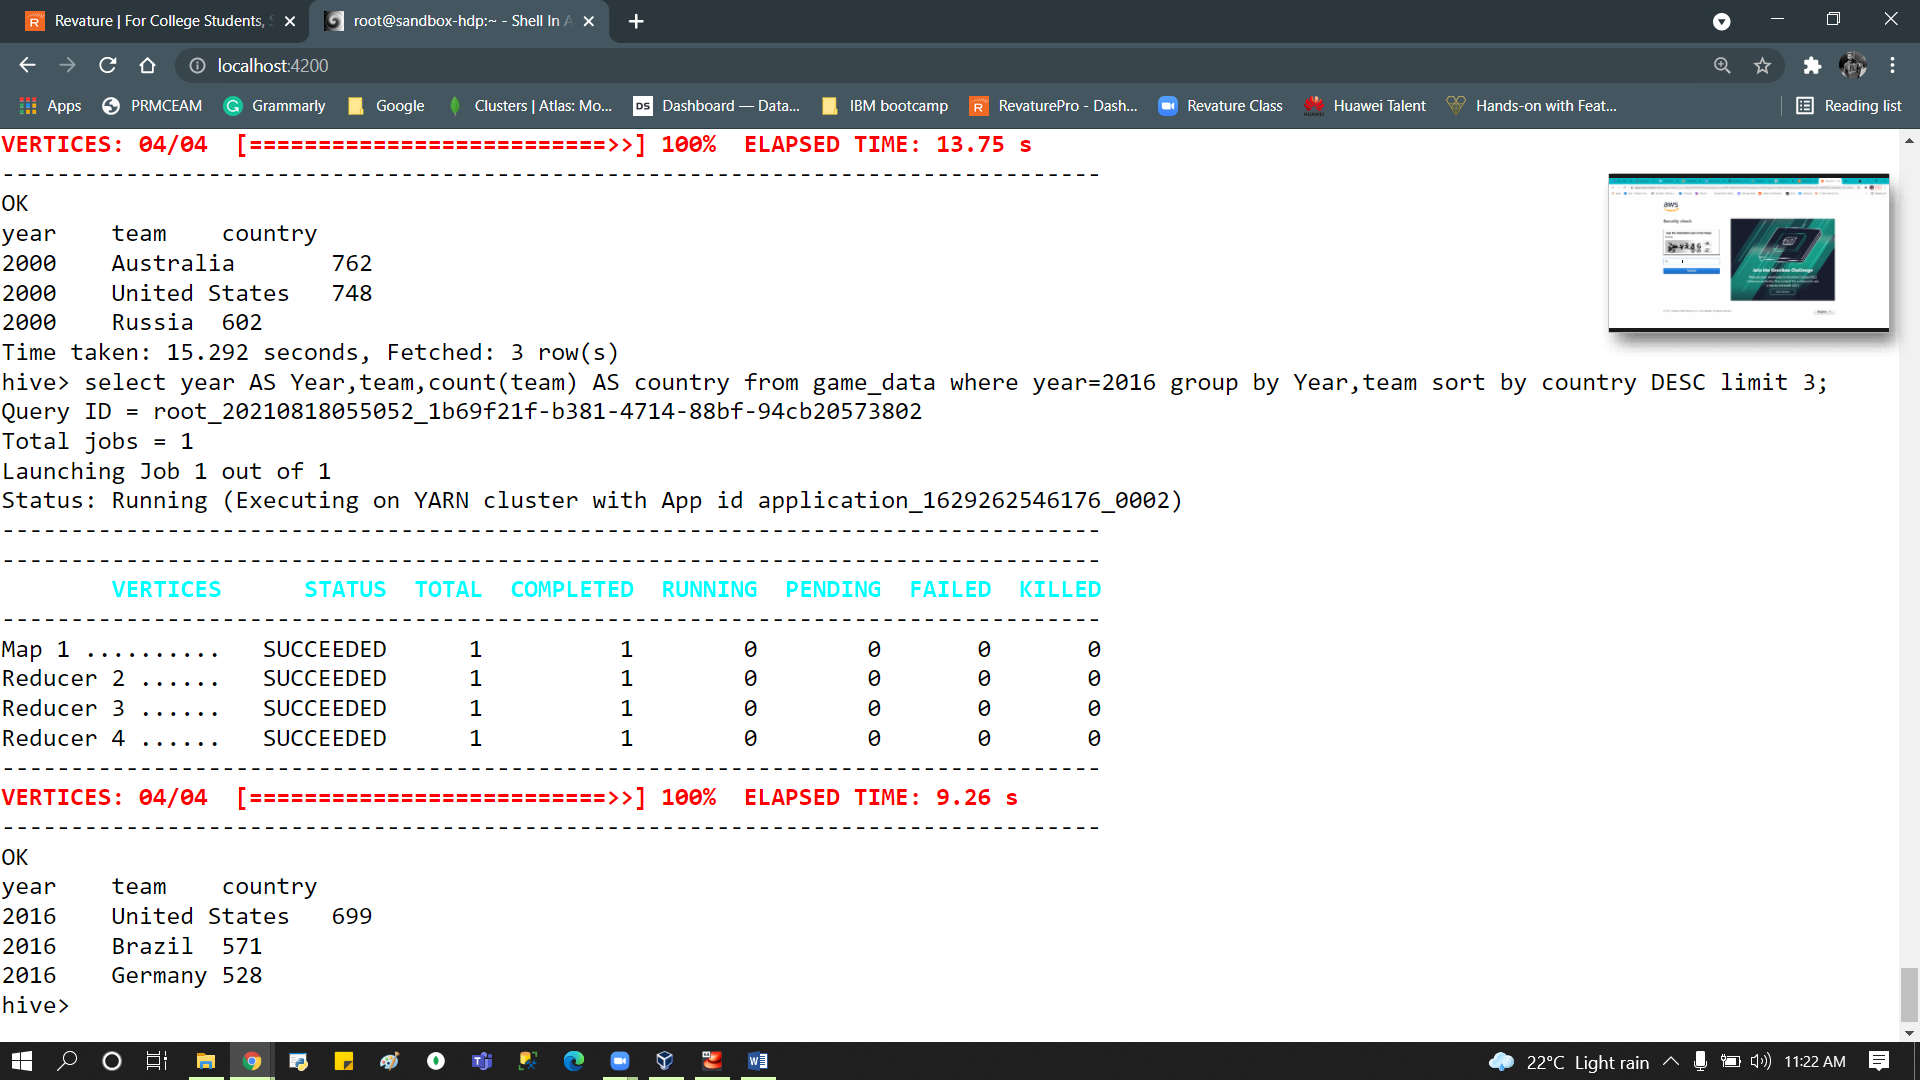 Revature | For College Students,
root@sandbox-hdp:~ - Shell In A
localhost:4200
Apps
PRMCEAM
Grammarly
Google
Clusters | Atlas: Mo...
DS
Dashboard — Data...
IBM bootcamp
RevaturePro - Dash...
Revature Class
Huawei Talent
Hands-on with Feat...
Reading list
VERTICES: 04/04  [==========================>>] 100%  ELAPSED TIME: 13.75 s
--------------------------------------------------------------------------------
OK
year    team    country
2000    Australia       762
2000    United States   748
2000    Russia  602
Time taken: 15.292 seconds, Fetched: 3 row(s)
hive> select year AS Year,team,count(team) AS country from game_data where year=2016 group by Year,team sort by country DESC limit 3;
Query ID = root_20210818055052_1b69f21f-b381-4714-88bf-94cb20573802
Total jobs = 1
Launching Job 1 out of 1
Status: Running (Executing on YARN cluster with App id application_1629262546176_0002)
--------------------------------------------------------------------------------
--------------------------------------------------------------------------------
        VERTICES      STATUS  TOTAL  COMPLETED  RUNNING  PENDING  FAILED  KILLED
--------------------------------------------------------------------------------
Map 1 ..........   SUCCEEDED      1          1        0        0       0       0
Reducer 2 ......   SUCCEEDED      1          1        0        0       0       0
Reducer 3 ......   SUCCEEDED      1          1        0        0       0       0
Reducer 4 ......   SUCCEEDED      1          1        0        0       0       0
--------------------------------------------------------------------------------
VERTICES: 04/04  [==========================>>] 100%  ELAPSED TIME: 9.26 s
--------------------------------------------------------------------------------
OK
year    team    country
2016    United States   699
2016    Brazil  571
2016    Germany 528
hive>
aws
Security check
22°C  Light rain
11:22 AM